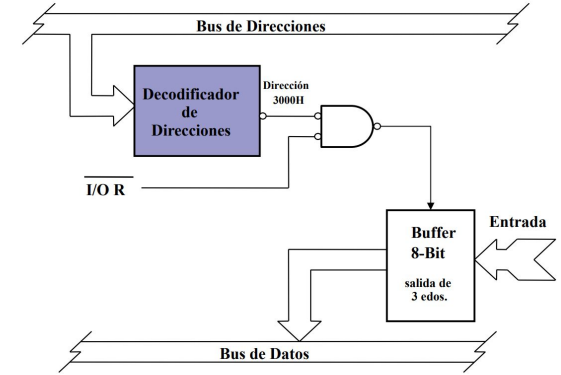 Bus de Direcciones
Decodificador
de
Direcciones
Dirección
3000H
I/O R
Entrada
Buffer
8-Bit
salida de
3 edos.
Bus de Datos